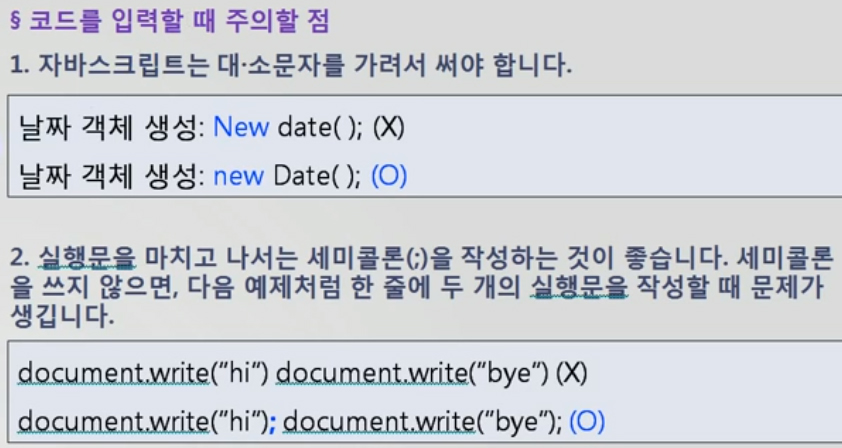 § 코드를 입력할 때 주의할 점
1. 자바스크립트는 대·소문자를 가려서 써야 합니다.
날짜 객체 생성: New date( ); (X)
날짜 객체 생성: new Date( ); (O)
2. 실행문을 마치고 나서는 세미콜론(;)을 작성하는 것이 좋습니다. 세미콜론
을 쓰지 않으면, 다음 예제처럼 한 줄에 두 개의 실행문을 작성할 때 문제가
생깁니다.
document.write(“hi“) document.write(“bye“) (X)
document.write(“hi“); document.write(“bye“); (O)